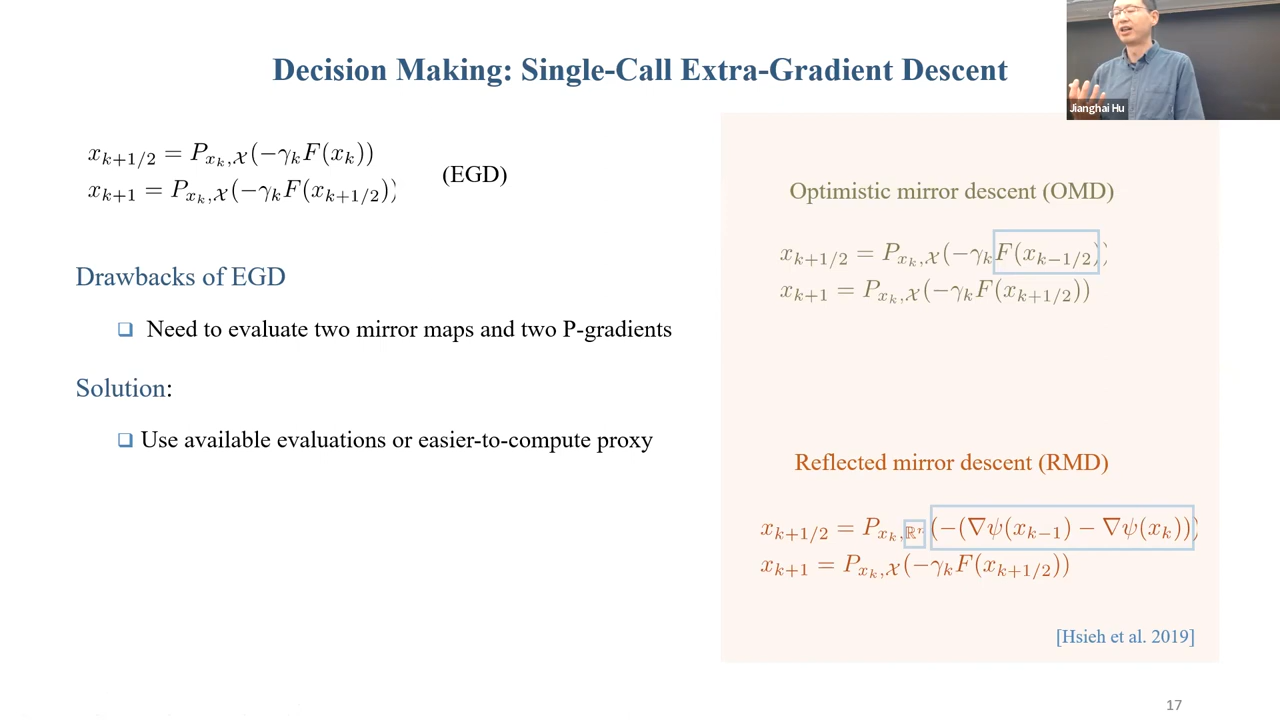 Decision Making: Single-Call Extra-Gradient Descent
Jianghai Hu
x_{k+1/2} = P_{x_k,𝒳}(−γ_k F(x_k))
x_{k+1} = P_{x_k,𝒳}(−γ_k F(x_{k+1/2}))
(EGD)
Drawbacks of EGD
Need to evaluate two mirror maps and two P-gradients
Solution:
Use available evaluations or easier-to-compute proxy
Optimistic mirror descent (OMD)
x_{k+1/2} = P_{x_k,𝒳}(−γ_k F(x_{k−1/2}))
x_{k+1} = P_{x_k,𝒳}(−γ_k F(x_{k+1/2}))
Reflected mirror descent (RMD)
x_{k+1/2} = P_{x_k,ℝ^n}(−(∇ψ(x_{k−1}) − ∇ψ(x_k)))
x_{k+1} = P_{x_k,𝒳}(−γ_k F(x_{k+1/2}))
[Hsieh et al. 2019]
17